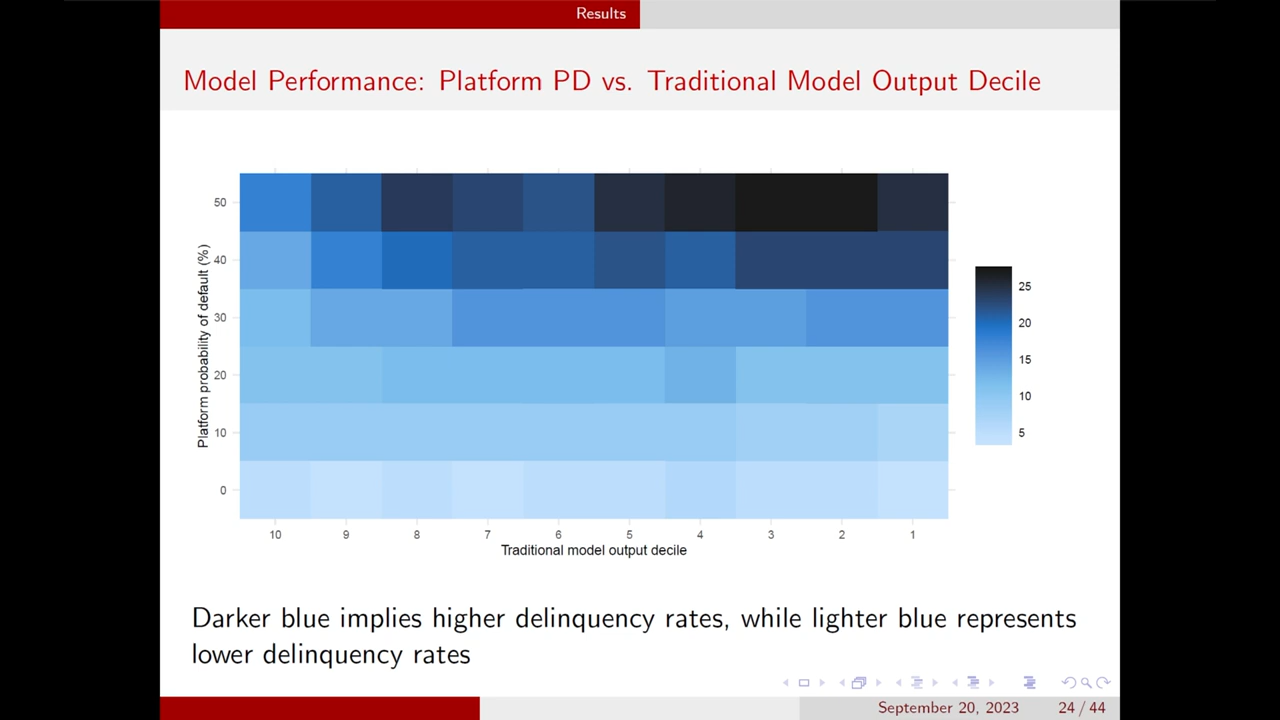 Results
Model Performance: Platform PD vs. Traditional Model Output Decile
Platform probability of default (%)
50
40
30
20
10
0
10 9 8 7 6 5 4 3 2 1
Traditional model output decile
25
20
15
10
5
Darker blue implies higher delinquency rates, while lighter blue represents
lower delinquency rates
September 20, 2023 24 / 44